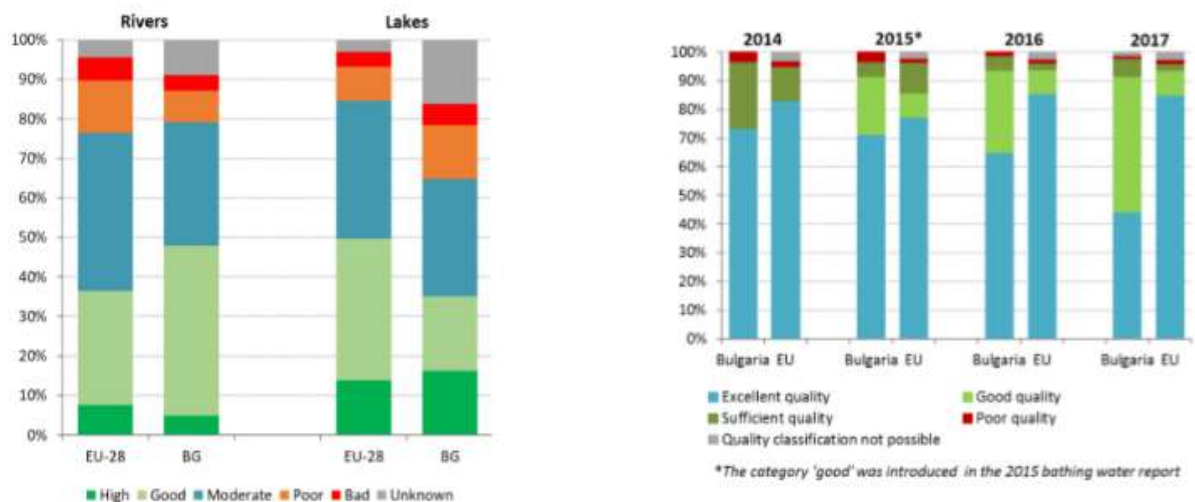 Rivers Lakes
100%
90%
80%
70%
60%
50%
40%
30%
20%
10%
0%
EU-28 BG EU-28 BG
High Good Moderate Poor Bad Unknown
2014 2015* 2016 2017
100%
90%
80%
70%
60%
50%
40%
30%
20%
10%
0%
Bulgaria EU Bulgaria EU Bulgaria EU Bulgaria EU
Excellent quality Good quality
Sufficient quality Poor quality
Quality classification not possible
*The category 'good' was introduced in the 2015 bathing water report